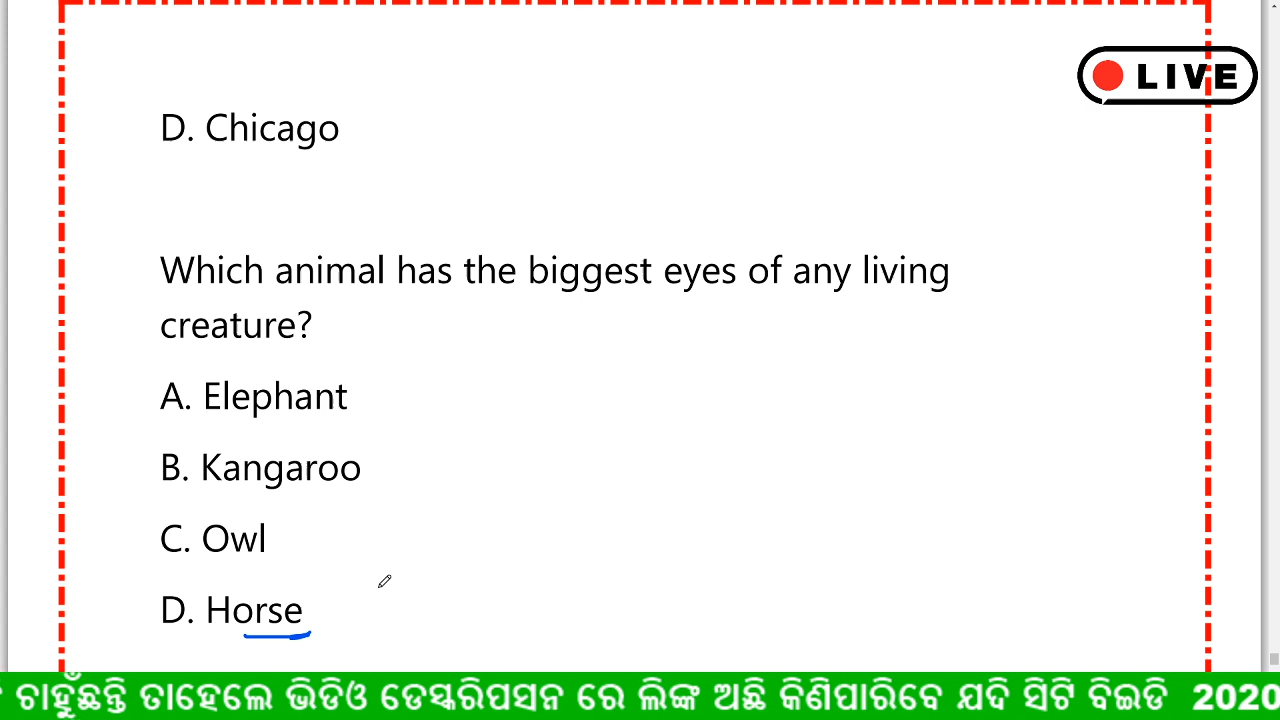 LIVE
D. Chicago
Which animal has the biggest eyes of any living
creature?
A. Elephant
B. Kangaroo
C. Owl
D. Horse
ଚାହୁଁଛନ୍ତି ତାହେଲେ ଭିଡିଓ ଡେସ୍କରିପସନ ରେ ଲିଙ୍କ ଅଛି କିଣିପାରିବେ ଯଦି ସିଟି ବିଇଡି 2020